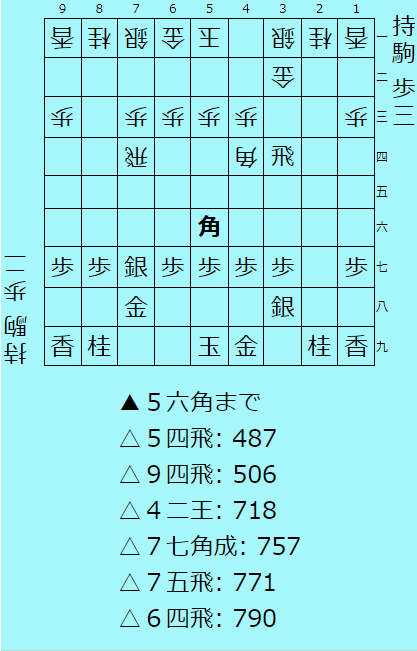 9 8 7 6 5 4 3 2 1
香 桂 銀 金 王 銀 桂 香 一
金 二
歩 歩 歩 歩 歩 歩 三
飛 角 飛 四
五
角 六
歩 歩 銀 歩 歩 歩 歩 歩 七
金 銀 八
香 桂 玉 金 桂 香 九
持駒 歩三
持駒 歩二
▲５六角まで
△５四飛: 487
△９四飛: 506
△４二王: 718
△７七角成: 757
△７五飛: 771
△６四飛: 790